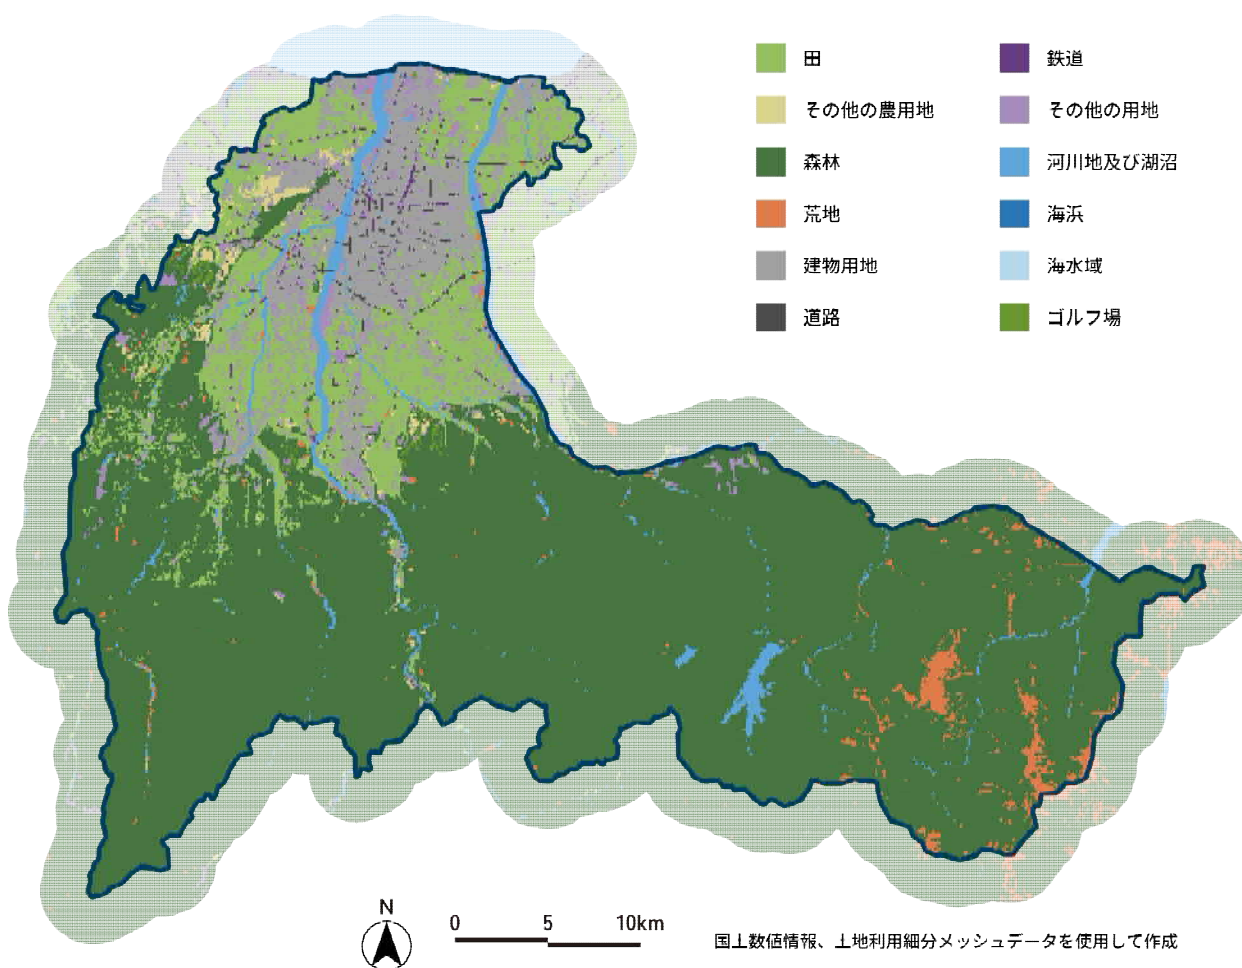 田
その他の農用地
森林
荒地
建物用地
道路
鉄道
その他の用地
河川地及び湖沼
海浜
海水域
ゴルフ場
N
0 5 10km
国土数値情報、土地利用細分メッシュデータを使用して作成